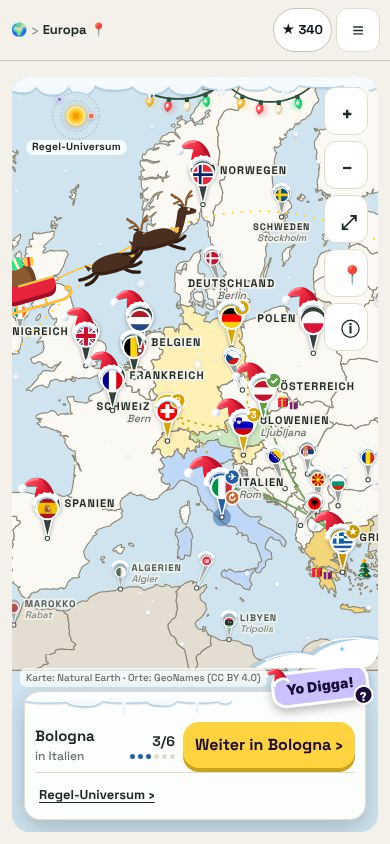 > Europa
★ 340
Regel-Universum
NORWEGEN
SCHWEDEN
Stockholm
DEUTSCHLAND
Berlin
POLEN
NIGREICH
BELGIEN
FRANKREICH
ÖSTERREICH
SCHWEIZ
Bern
SLOWENIEN
Ljubljana
SPANIEN
ITALIEN
Rom
GRI
ALGERIEN
Algier
MAROKKO
Rabat
LIBYEN
Tripolis
Karte: Natural Earth · Orte: GeoNames (CC BY 4.0)
Yo Digga!
?
Bologna
in Italien
3/6
Weiter in Bologna >
Regel-Universum >